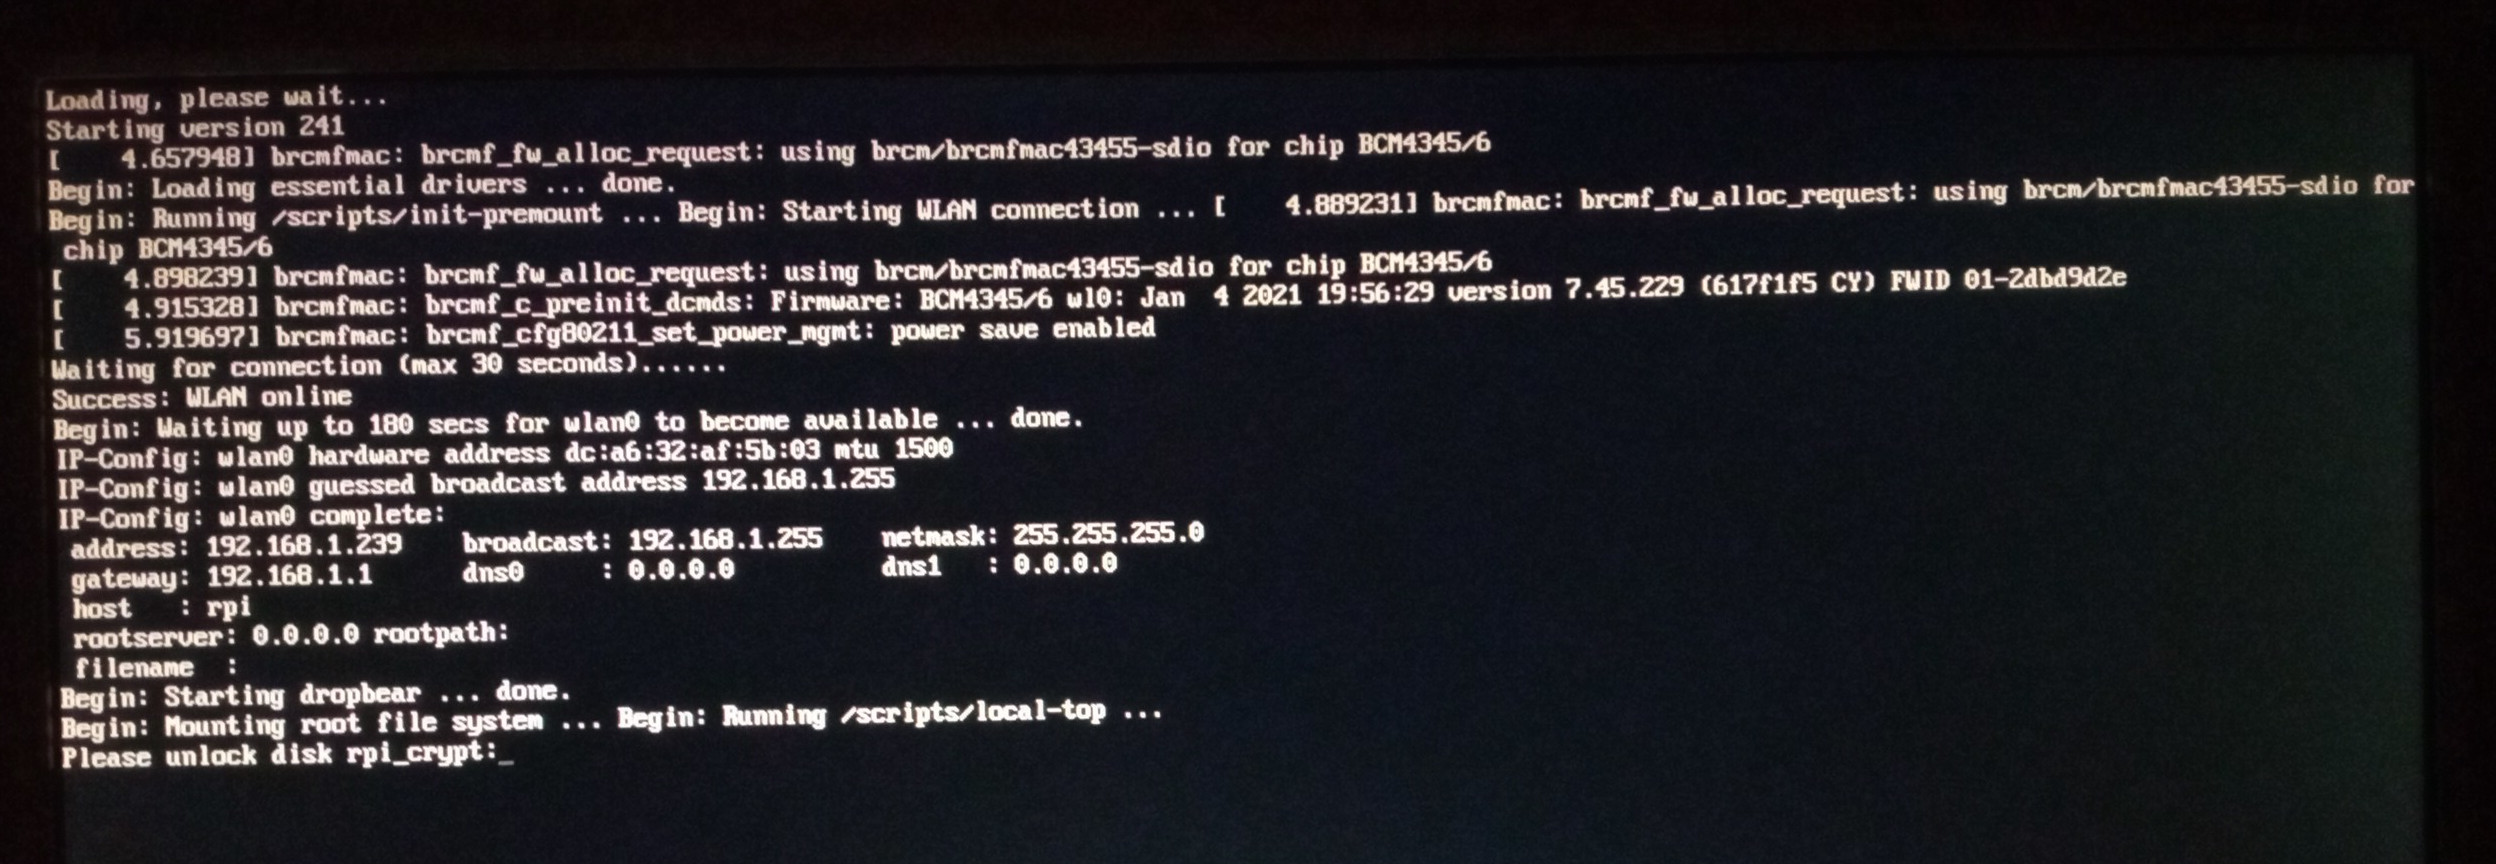 Loading, please wait...
Starting version 241
[    4.657948] brcmfmac: brcmf_fw_alloc_request: using brcm/brcmfmac43455-sdio for chip BCM4345/6
Begin: Loading essential drivers ... done.
Begin: Running /scripts/init-premount ... Begin: Starting WLAN connection ... [    4.889231] brcmfmac: brcmf_fw_alloc_request: using brcm/brcmfmac43455-sdio for
 chip BCM4345/6
[    4.898239] brcmfmac: brcmf_fw_alloc_request: using brcm/brcmfmac43455-sdio for chip BCM4345/6
[    4.915328] brcmfmac: brcmf_c_preinit_dcmds: Firmware: BCM4345/6 wl0: Jan  4 2021 19:56:29 version 7.45.229 (617f1f5 CY) FWID 01-2dbd9d2e
[    5.919697] brcmfmac: brcmf_cfg80211_set_power_mgmt: power save enabled
Waiting for connection (max 30 seconds)......
Success: WLAN online
Begin: Waiting up to 180 secs for wlan0 to become available ... done.
IP-Config: wlan0 hardware address dc:a6:32:af:5b:03 mtu 1500
IP-Config: wlan0 guessed broadcast address 192.168.1.255
IP-Config: wlan0 complete:
 address: 192.168.1.239    broadcast: 192.168.1.255    netmask: 255.255.255.0
 gateway: 192.168.1.1      dns0     : 0.0.0.0          dns1   : 0.0.0.0
 host   : rpi
 rootserver: 0.0.0.0 rootpath:
 filename  :
Begin: Starting dropbear ... done.
Begin: Mounting root file system ... Begin: Running /scripts/local-top ...
Please unlock disk rpi_crypt:_